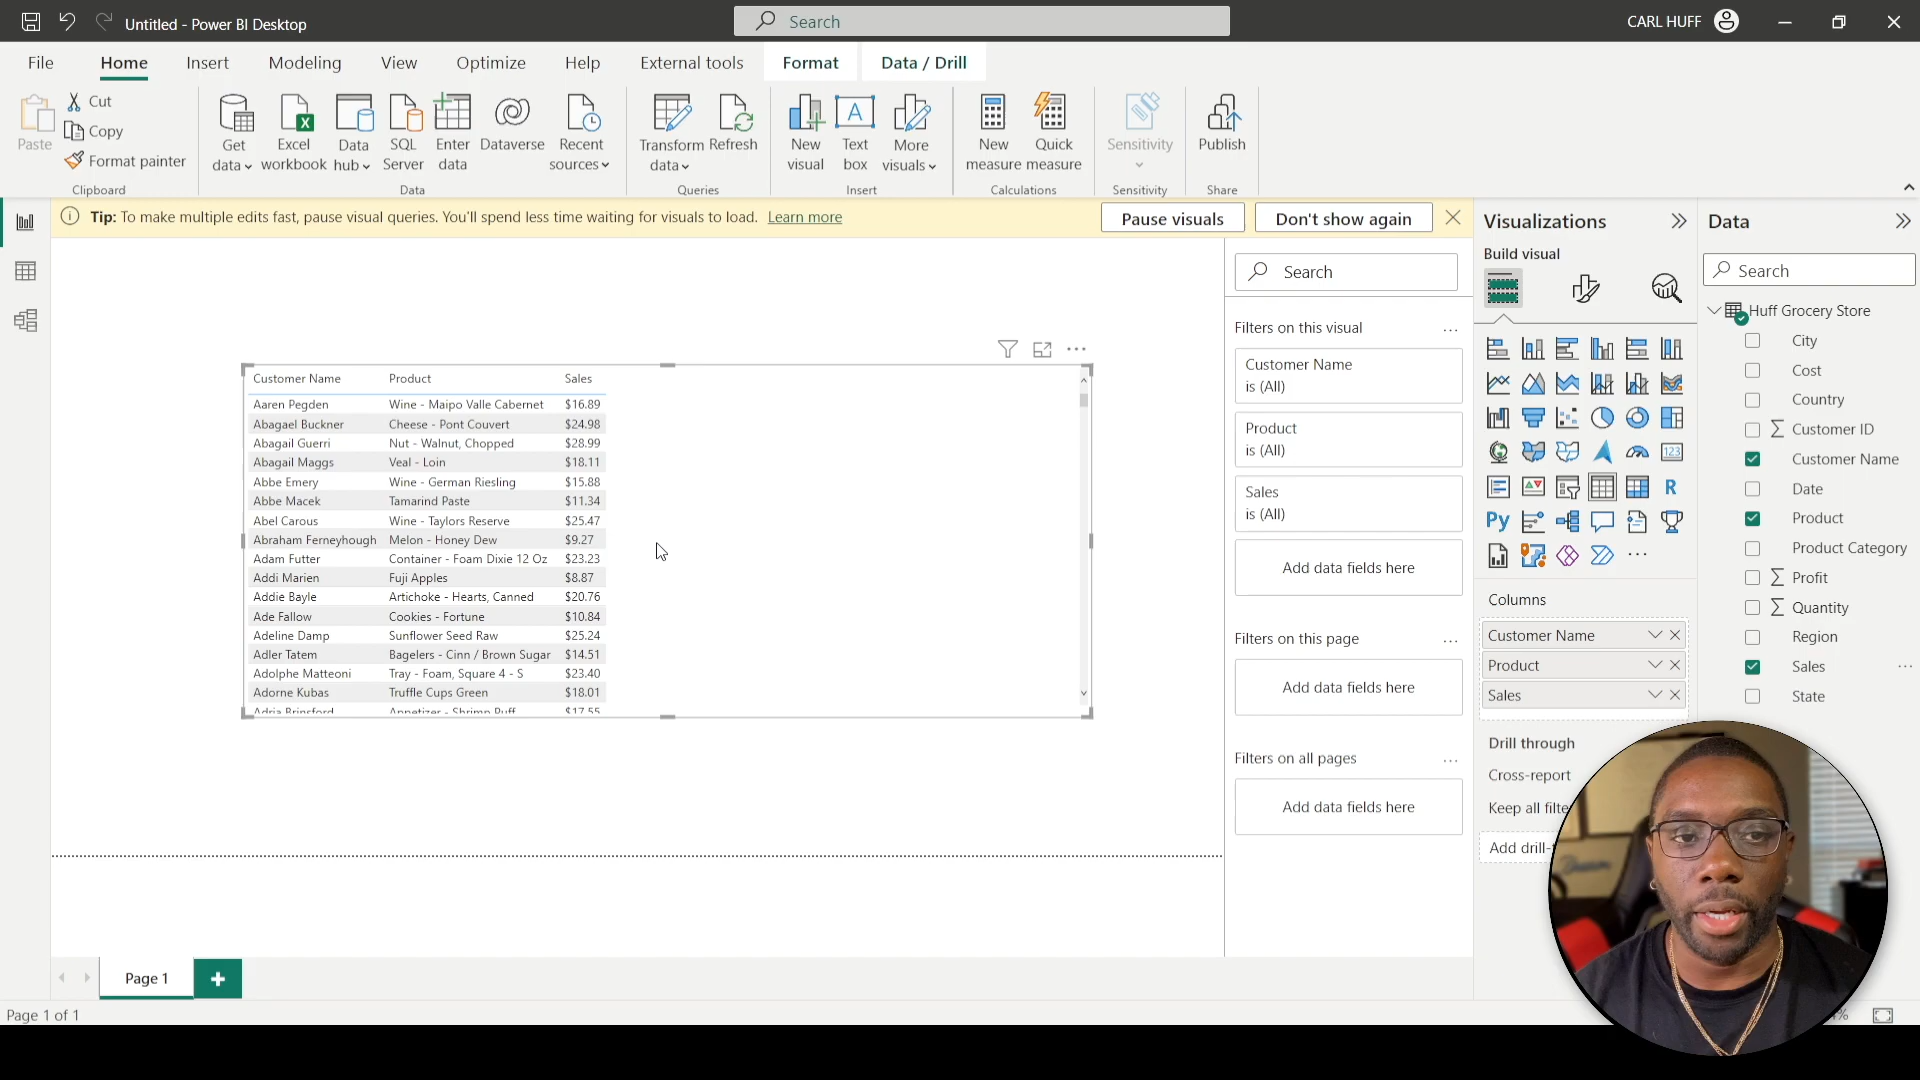 Untitled - Power BI Desktop
Search
CARL HUFF
File
Home
Insert
Modeling
View
Optimize
Help
External tools
Format
Data / Drill
Paste
Cut
Copy
Format painter
Clipboard
Get data
Excel workbook
Data hub
SQL Server
Enter data
Dataverse
Recent sources
Data
Transform data
Refresh
Queries
New visual
A
Text box
More visuals
Insert
New measure
Quick measure
Calculations
Sensitivity
Sensitivity
Publish
Share
Tip: To make multiple edits fast, pause visual queries. You'll spend less time waiting for visuals to load. Learn more
Pause visuals
Don't show again
Customer Name Product Sales
Aaren Pegden Wine - Maipo Valle Cabernet $16.89
Abagael Buckner Cheese - Pont Couvert $24.98
Abagail Guerri Nut - Walnut, Chopped $28.99
Abagail Maggs Veal - Loin $18.11
Abbe Emery Wine - German Riesling $15.88
Abbe Macek Tamarind Paste $11.34
Abel Carous Wine - Taylors Reserve $25.47
Abraham Ferneyhough Melon - Honey Dew $9.27
Adam Futter Container - Foam Dixie 12 Oz $23.23
Addi Marien Fuji Apples $8.87
Addie Bayle Artichoke - Hearts, Canned $20.76
Ade Fallow Cookies - Fortune $10.84
Adeline Damp Sunflower Seed Raw $25.24
Adler Tatem Bagelers - Cinn / Brown Sugar $14.51
Adolphe Matteoni Tray - Foam, Square 4 - S $23.40
Adorne Kubas Truffle Cups Green $18.01
Adria Brinsford Appetizer - Shrimp Puff $17.55
Search
Filters on this visual
Customer Name
is (All)
Product
is (All)
Sales
is (All)
Add data fields here
Filters on this page
Add data fields here
Filters on all pages
Add data fields here
Visualizations
Build visual
123
R
Py
Columns
Customer Name
Product
Sales
Drill through
Cross-report
Keep all filte
Add drill-
Data
Search
Huff Grocery Store
City
Cost
Country
Customer ID
Customer Name
Date
Product
Product Category
Profit
Quantity
Region
Sales
State
Page 1
Page 1 of 1